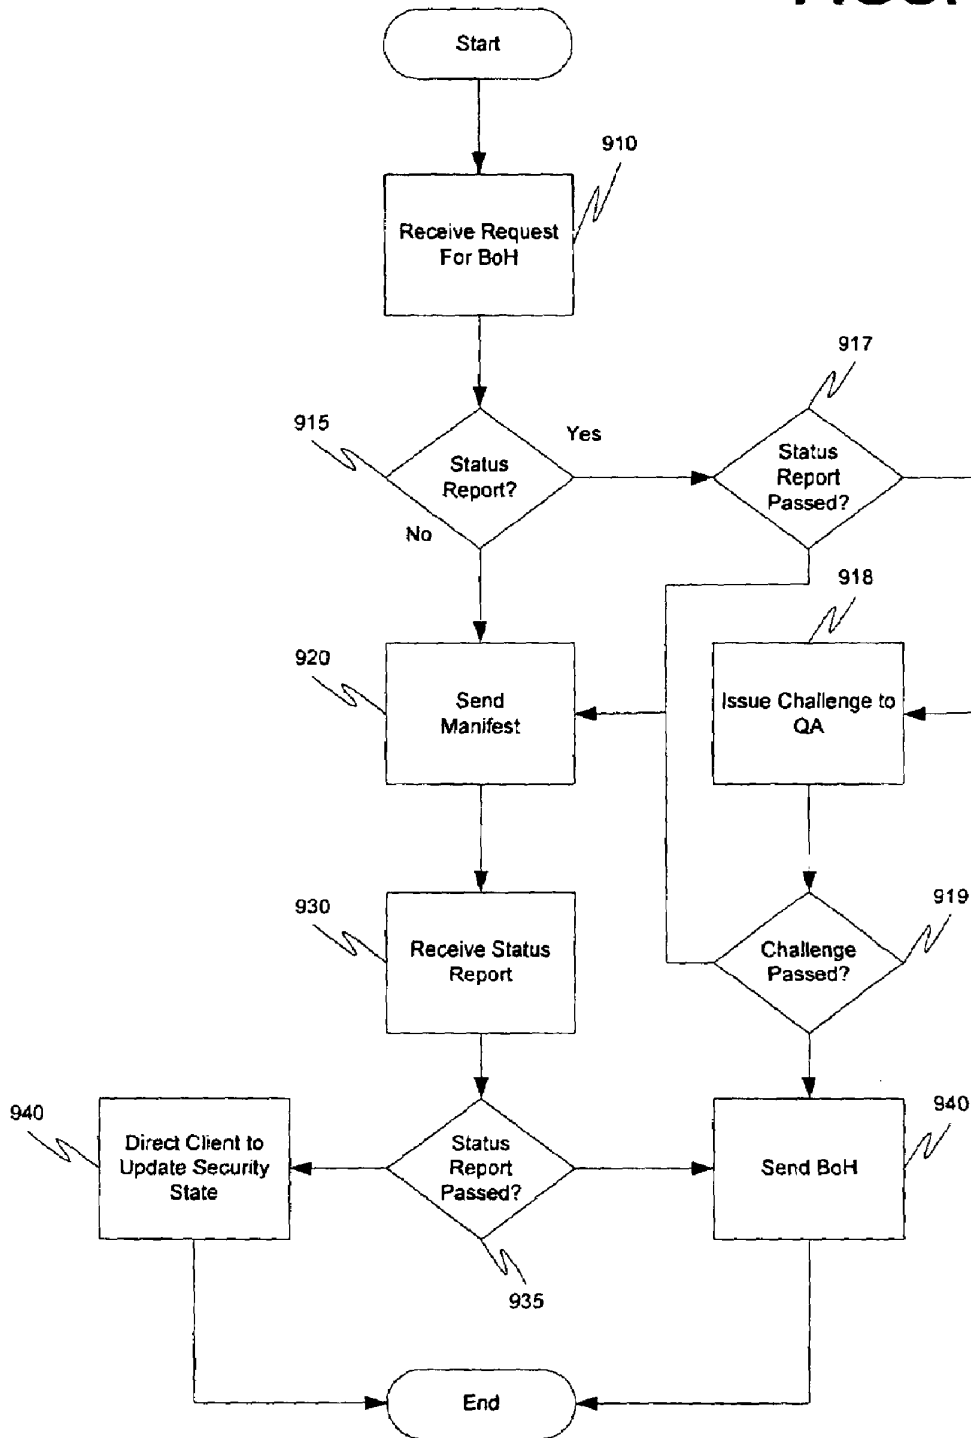 Start
910
Receive Request
For BoH
917
915
Yes
Status
Report?
Status
Report
Passed?
No
918
920
Send
Manifest
Issue Challenge to
QA
930
919
Receive Status
Report
Challenge
Passed?
940
940
Direct Client to
Update Security
State
Status
Report
Passed?
Send BoH
935
End